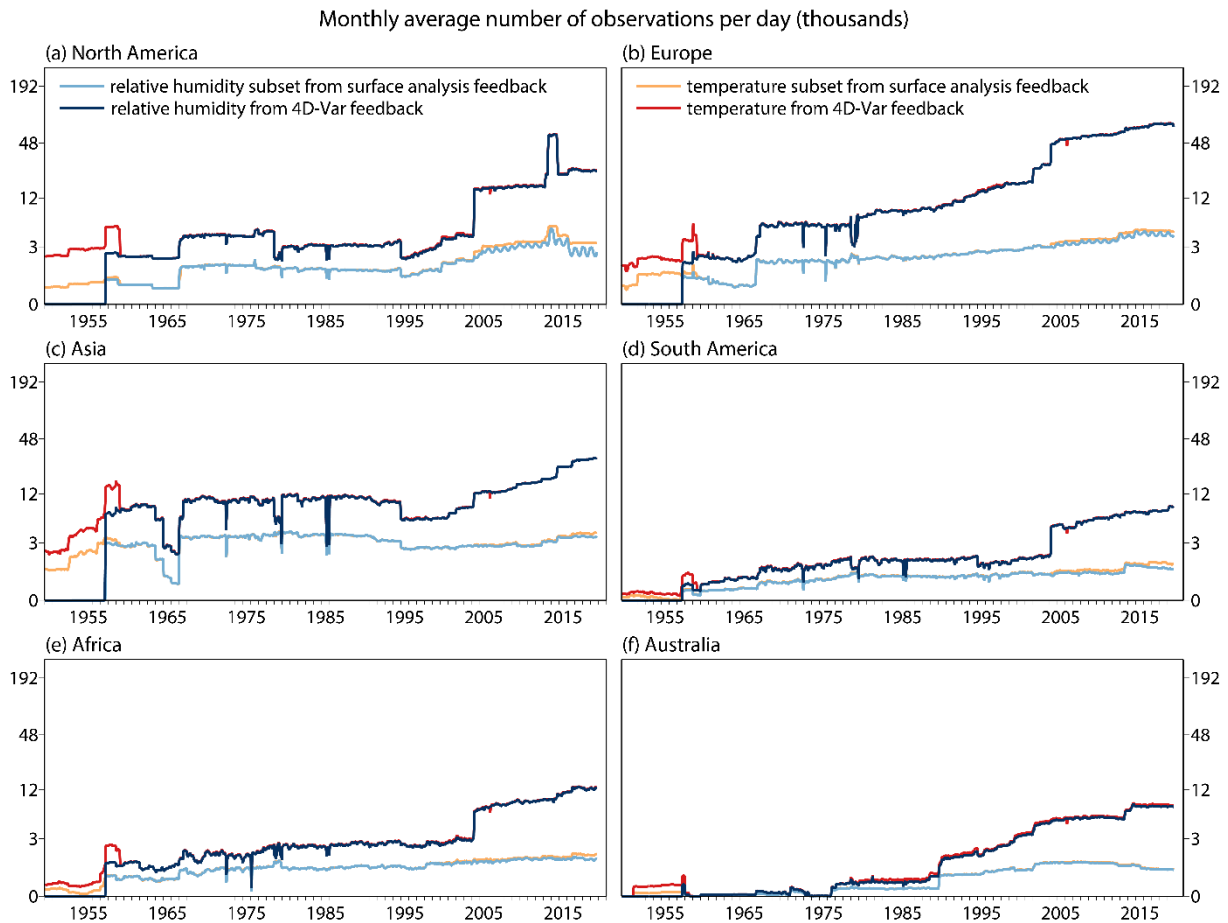 Monthly average number of observations per day (thousands)
(a) North America
(b) Europe
192
48
12
3
0
relative humidity subset from surface analysis feedback
relative humidity from 4D-Var feedback
temperature subset from surface analysis feedback
temperature from 4D-Var feedback
192
48
12
3
0
1955 1965 1975 1985 1995 2005 2015
1955 1965 1975 1985 1995 2005 2015
(c) Asia
(d) South America
192
48
12
3
0
192
48
12
3
0
1955 1965 1975 1985 1995 2005 2015
1955 1965 1975 1985 1995 2005 2015
(e) Africa
(f) Australia
192
48
12
3
0
192
48
12
3
0
1955 1965 1975 1985 1995 2005 2015
1955 1965 1975 1985 1995 2005 2015